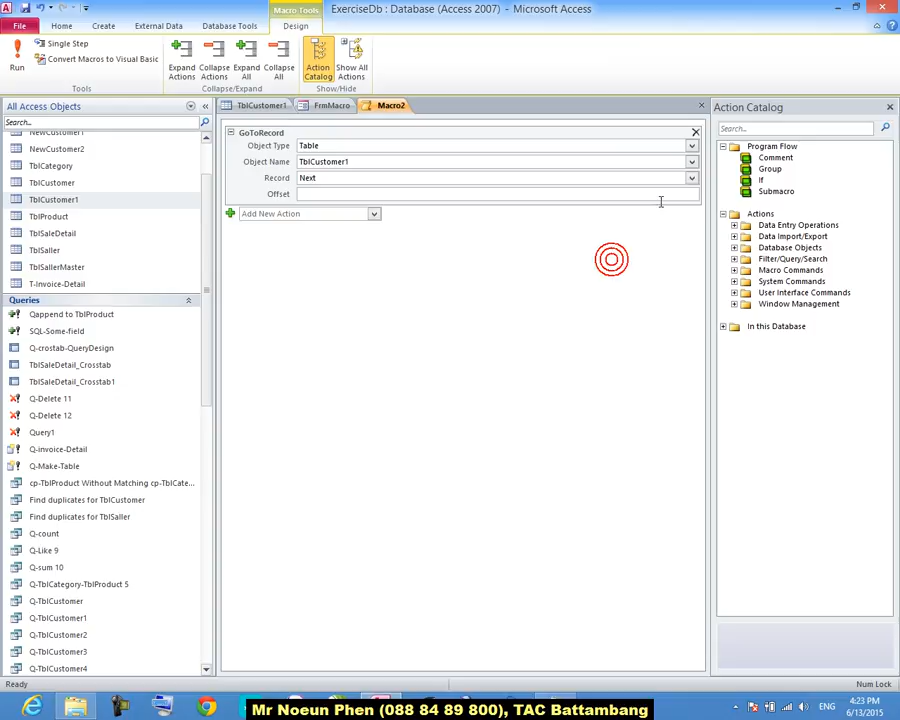 Macro Tools
ExerciseDb : Database (Access 2007) - Microsoft Access
File
Home
Create
External Data
Database Tools
Design
Run
Single Step
Convert Macros to Visual Basic
Tools
Expand Actions
Collapse Actions
Expand All
Collapse All
Collapse/Expand
Action Catalog
Show All Actions
Show/Hide
All Access Objects
Search...
NewCustomer1
NewCustomer2
TblCategory
TblCustomer
TblCustomer1
TblProduct
TblSaleDetail
TblSaller
TblSallerMaster
T-Invoice-Detail
Queries
Qappend to TblProduct
SQL-Some-field
Q-crostab-QueryDesign
TblSaleDetail_Crosstab
TblSaleDetail_Crosstab1
Q-Delete 11
Q-Delete 12
Query1
Q-invoice-Detail
Q-Make-Table
cp-TblProduct Without Matching cp-TblCate...
Find duplicates for TblCustomer
Find duplicates for TblSaller
Q-count
Q-Like 9
Q-sum 10
Q-TblCategory-TblProduct 5
Q-TblCustomer
Q-TblCustomer1
Q-TblCustomer2
Q-TblCustomer3
Q-TblCustomer4
TblCustomer1
FrmMacro
Macro2
GoToRecord
Object Type Table
Object Name TblCustomer1
Record Next
Offset
Add New Action
Action Catalog
Search...
Program Flow
Comment
Group
If
Submacro
Actions
Data Entry Operations
Data Import/Export
Database Objects
Filter/Query/Search
Macro Commands
System Commands
User Interface Commands
Window Management
In this Database
Ready
Num Lock
Mr Noeun Phen (088 84 89 800), TAC Battambang
ENG
4:23 PM
6/13/2015